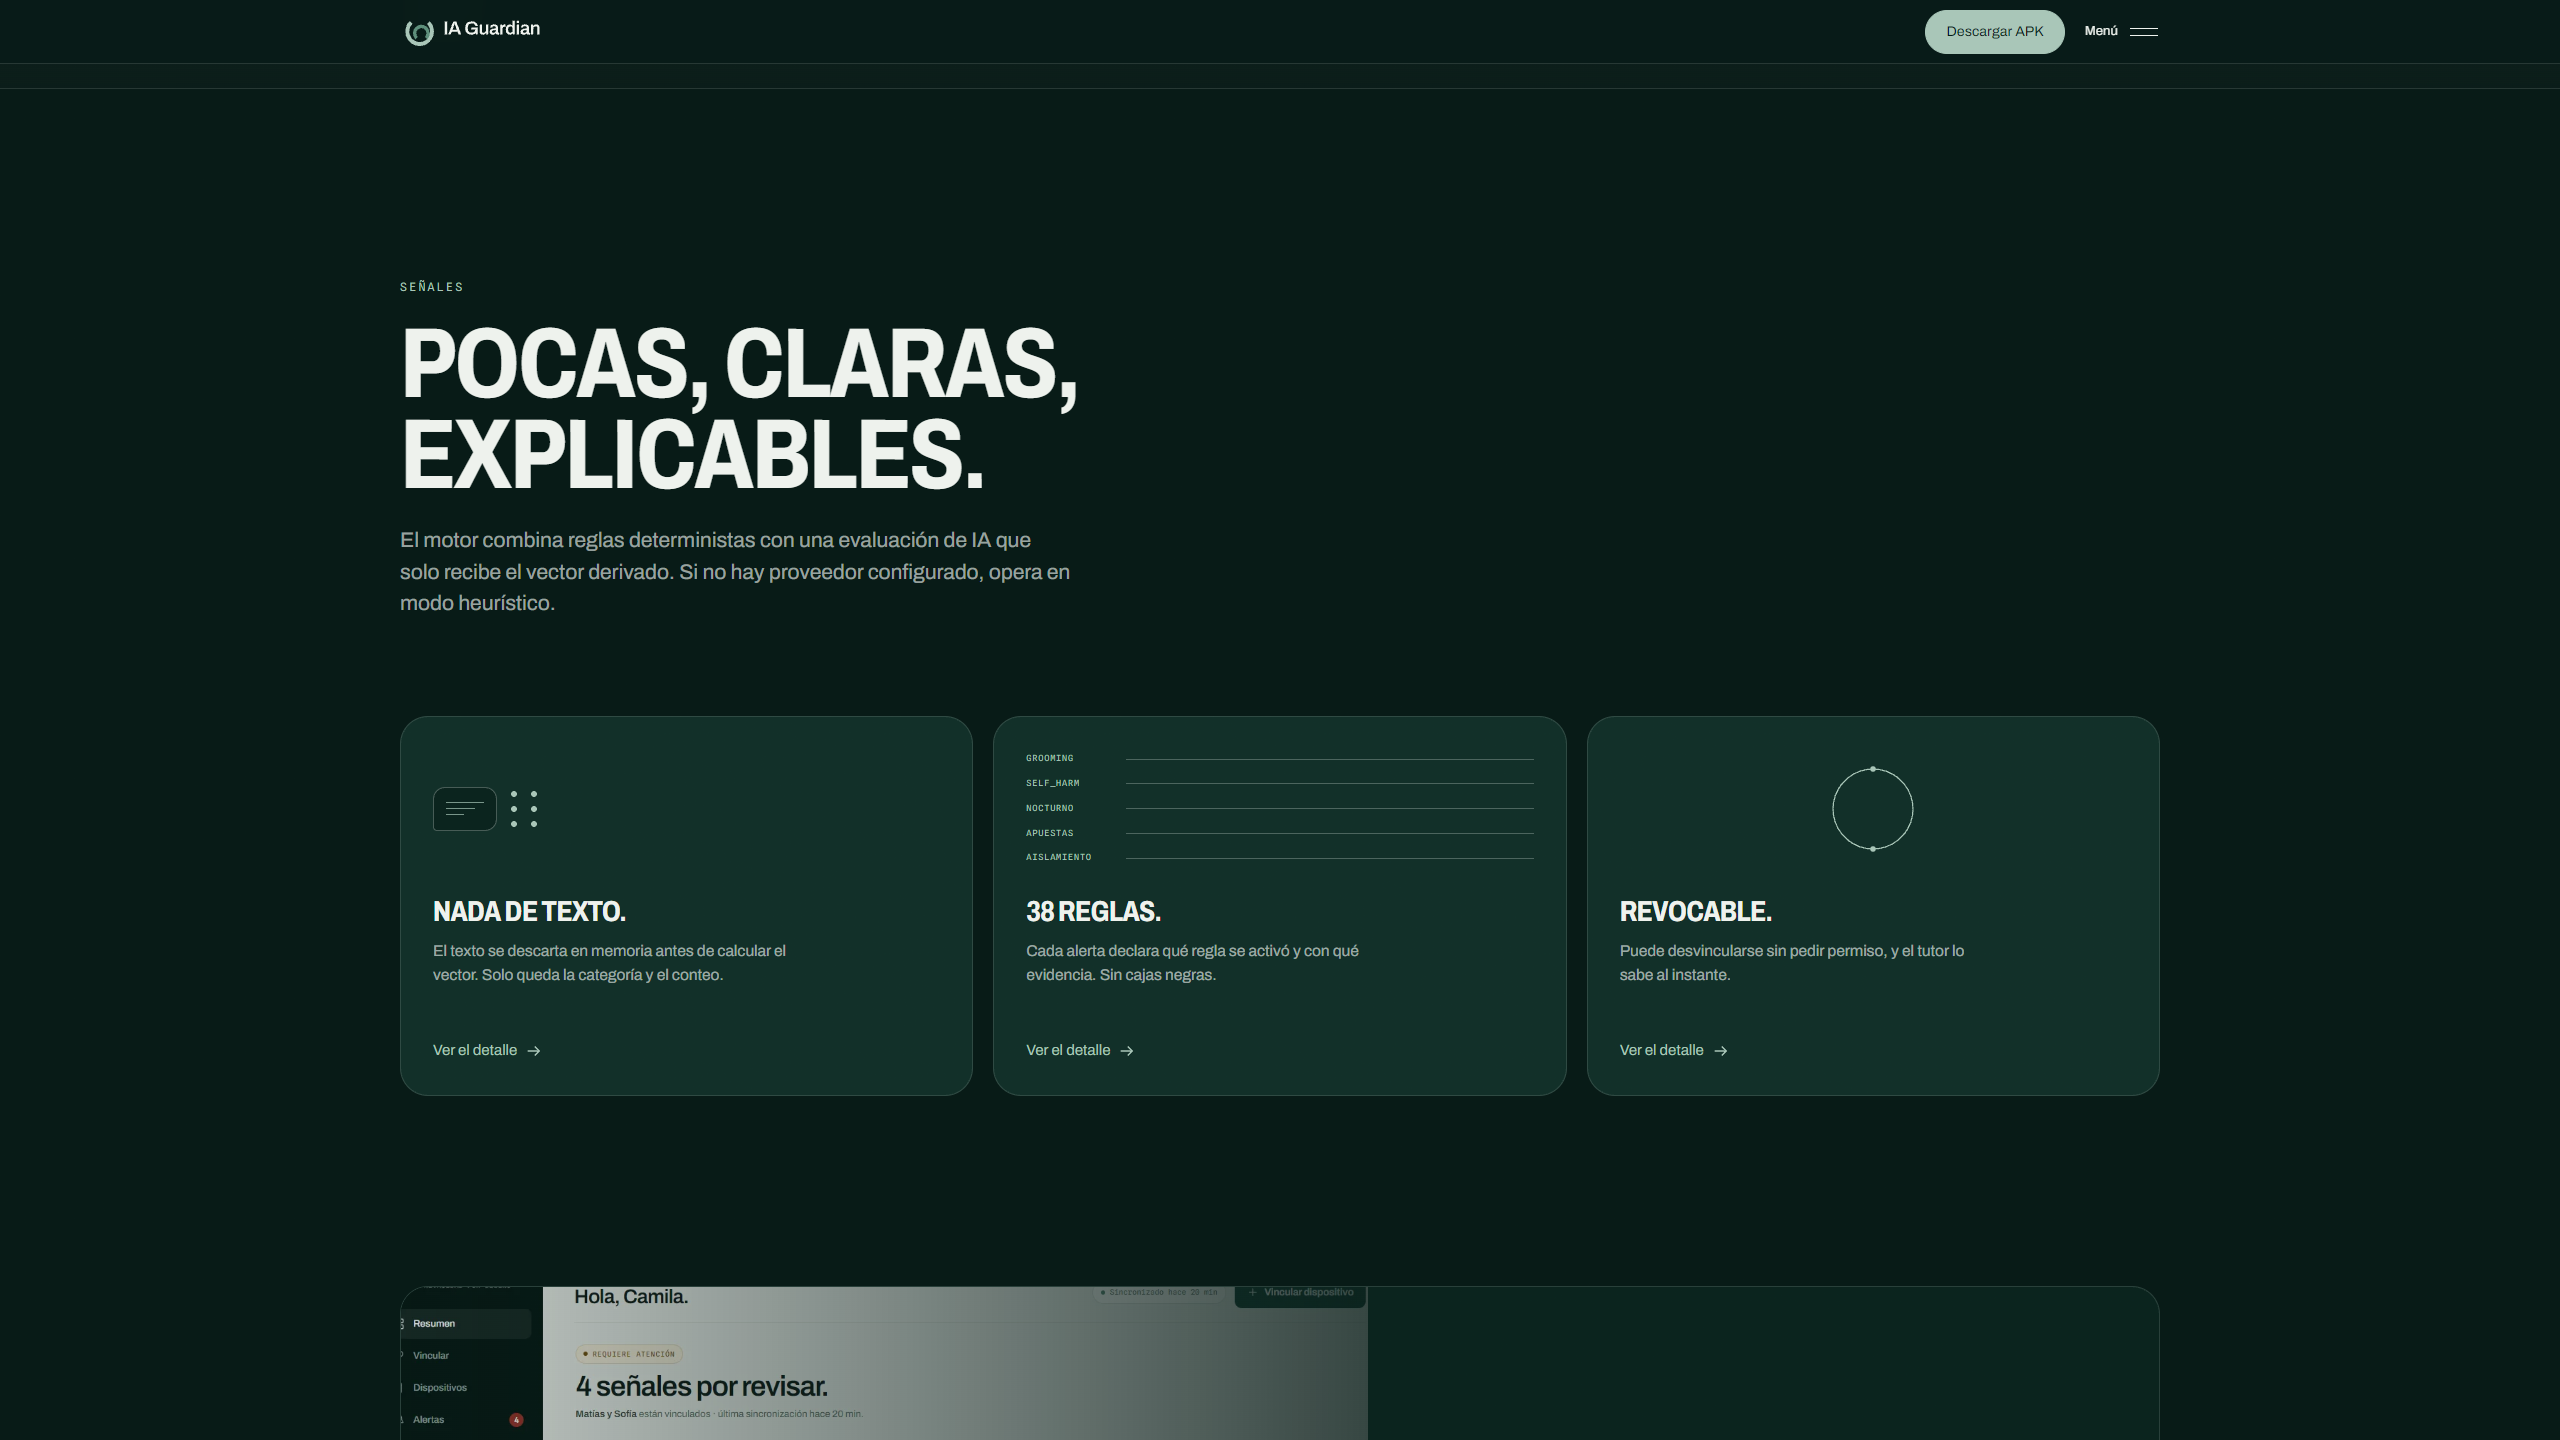 IA Guardian
Descargar APK
Menú
SEÑALES
POCAS, CLARAS,
EXPLICABLES.
El motor combina reglas deterministas con una evaluación de IA que
solo recibe el vector derivado. Si no hay proveedor configurado, opera en
modo heurístico.
NADA DE TEXTO.
El texto se descarta en memoria antes de calcular el
vector. Solo queda la categoría y el conteo.
Ver el detalle
GROOMING
SELF_HARM
NOCTURNO
APUESTAS
AISLAMIENTO
38 REGLAS.
Cada alerta declara qué regla se activó y con qué
evidencia. Sin cajas negras.
Ver el detalle
REVOCABLE.
Puede desvincularse sin pedir permiso, y el tutor lo
sabe al instante.
Ver el detalle
Resumen
Vincular
Dispositivos
Alertas
4
Hola, Camila.
Sincronizado hace 20 min
+ Vincular dispositivo
REQUIERE ATENCIÓN
4 señales por revisar.
Matías y Sofía están vinculados · última sincronización hace 20 min.